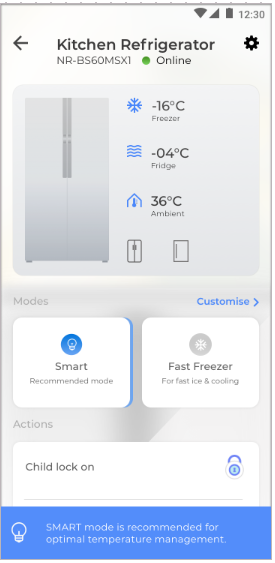 12:30
Kitchen Refrigerator
NR-BS60MSX1 Online
-16°C
Freezer
-04°C
Fridge
36°C
Ambient
Modes Customise
Smart
Recommended mode
Fast Freezer
For fast ice & cooling
Actions
Child lock on
SMART mode is recommended for
optimal temperature management.